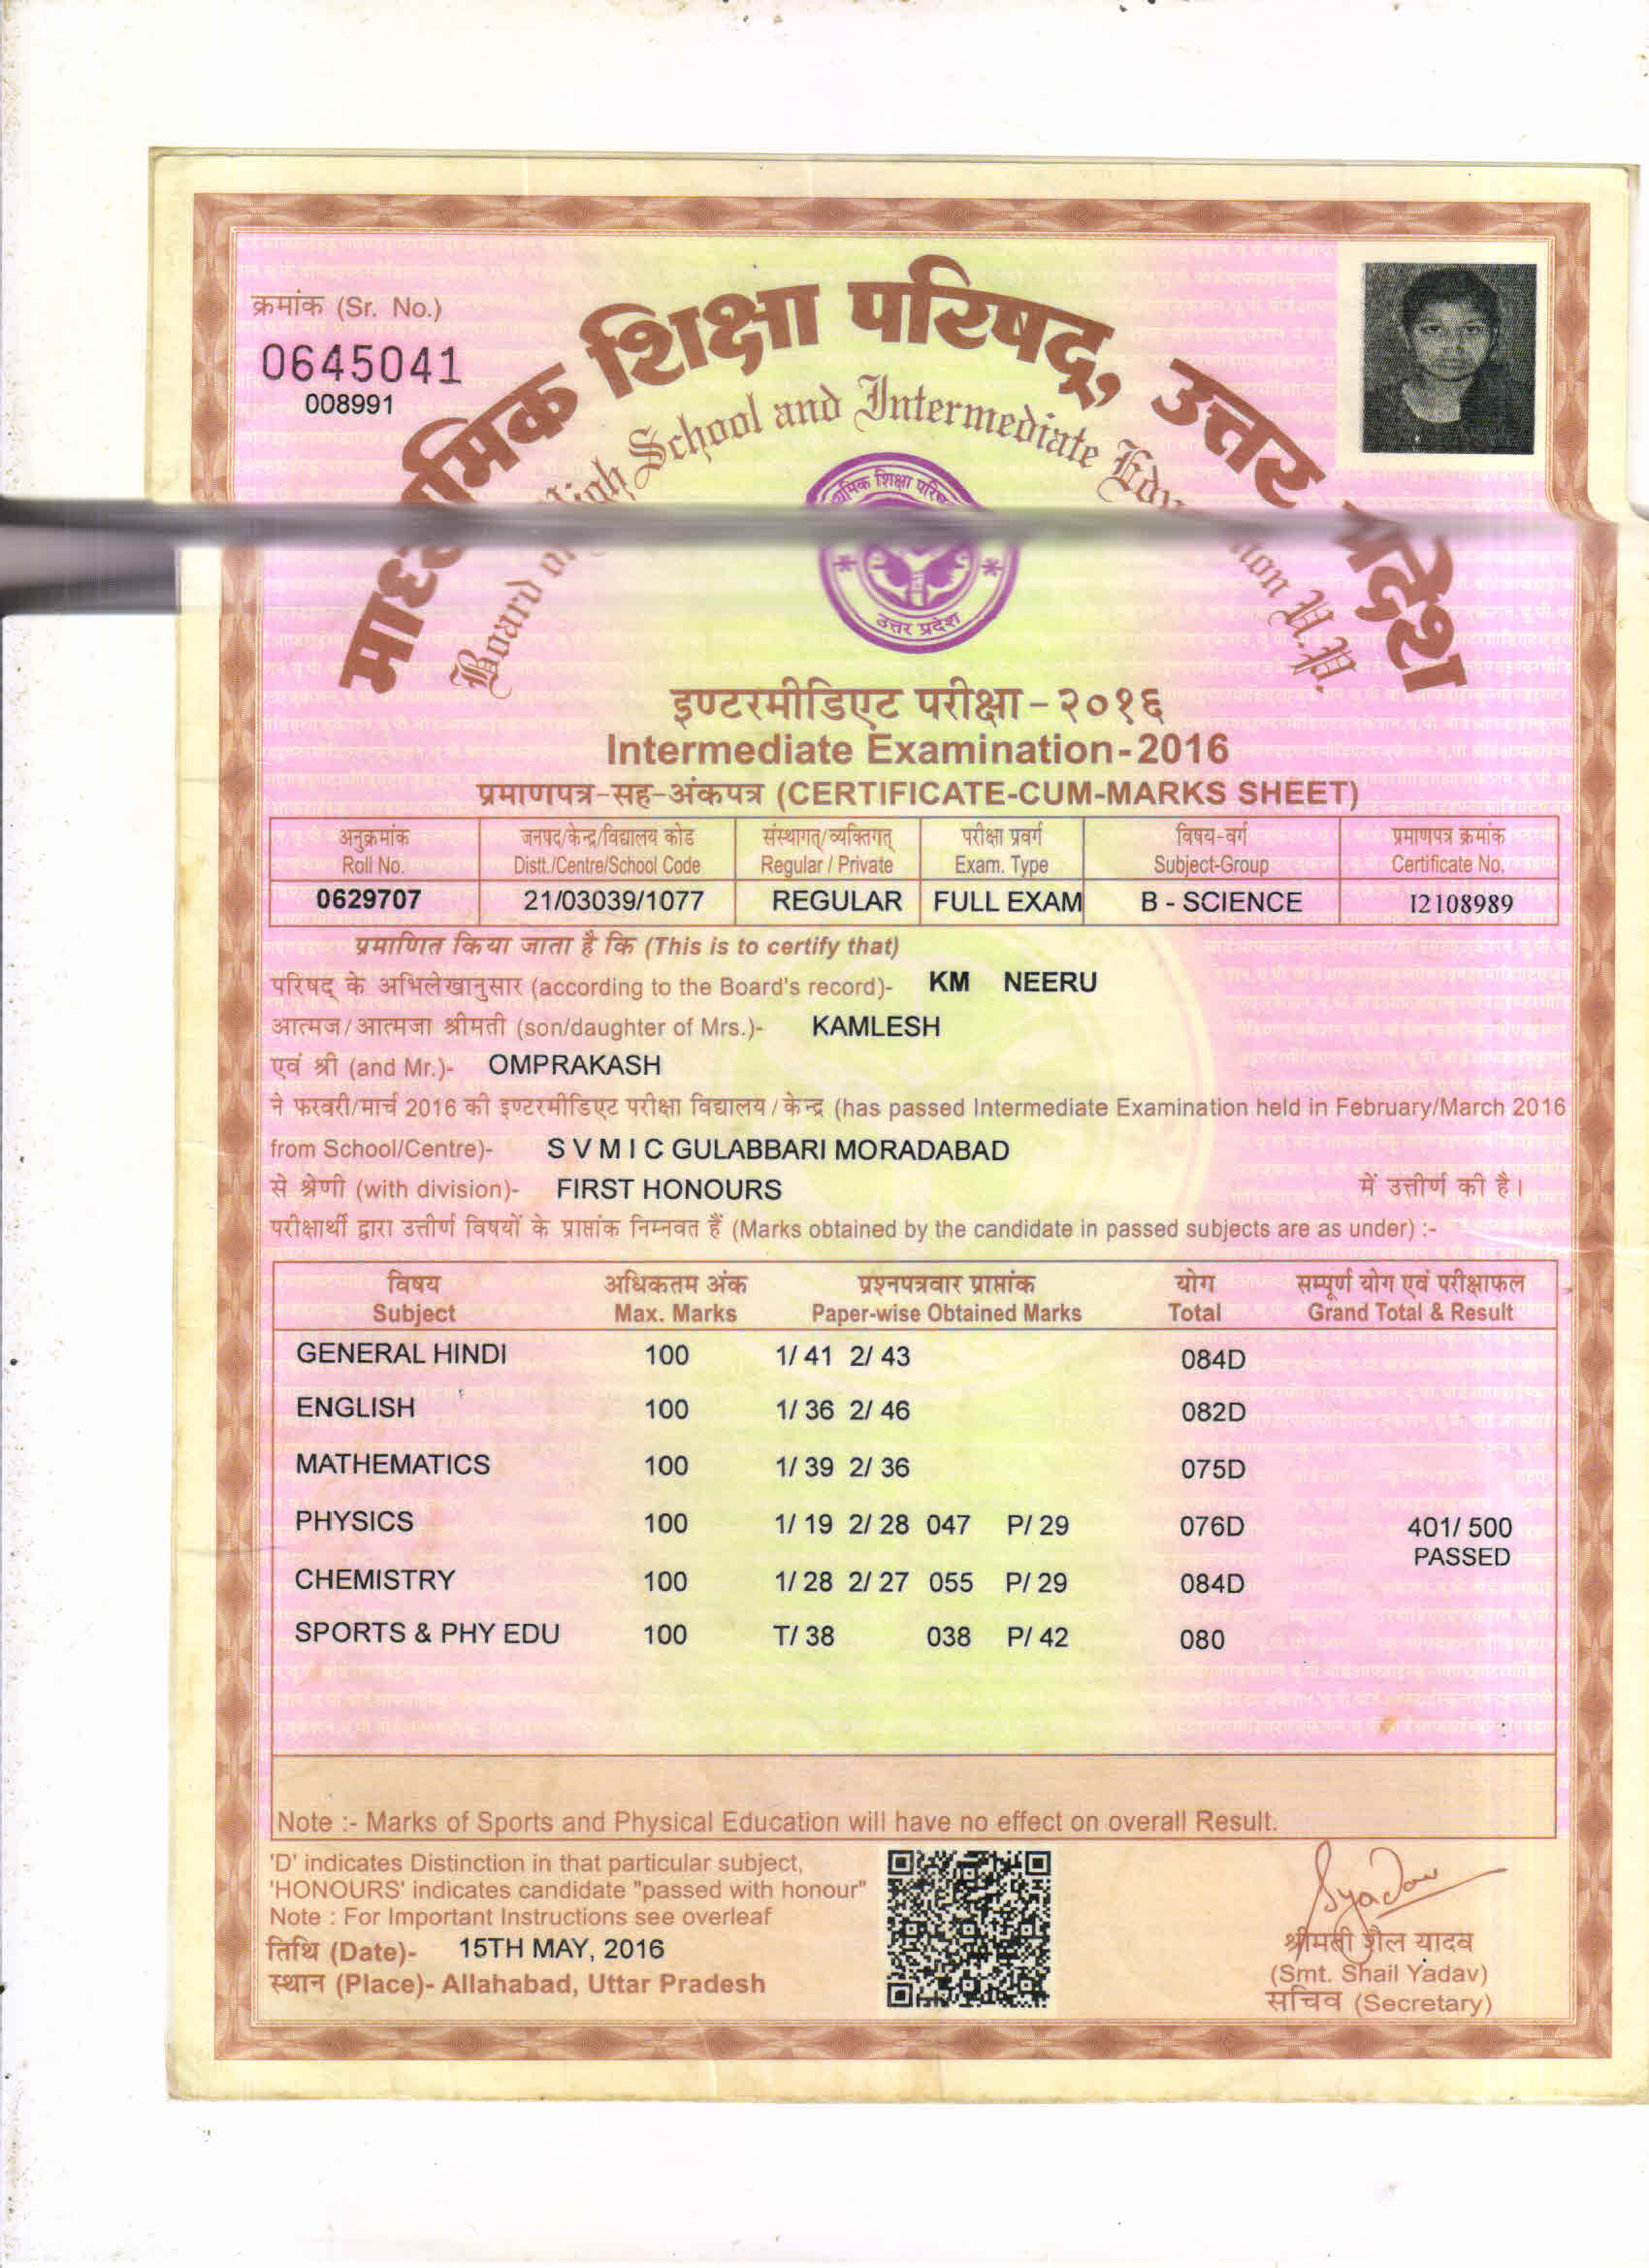 क्रमांक (Sr. No.)
0645041
008991
माध्यमिक शिक्षा परिषद्, उत्तर प्रदेश
Board of High School and Intermediate Education U.P.
उत्तर प्रदेश
इण्टरमीडिएट परीक्षा-२०१६
Intermediate Examination-2016
प्रमाणपत्र-सह-अंकपत्र (CERTIFICATE-CUM-MARKS SHEET)
अनुक्रमांक जनपद/केन्द्र/विद्यालय कोड संस्थागत्/व्यक्तिगत् परीक्षा प्रवर्ग विषय-वर्ग प्रमाणपत्र क्रमांक
Roll No. Distt./Centre/School Code Regular / Private Exam. Type Subject-Group Certificate No.
0629707 21/03039/1077 REGULAR FULL EXAM B - SCIENCE I2108989
प्रमाणित किया जाता है कि (This is to certify that)
परिषद् के अभिलेखानुसार (according to the Board's record)- KM NEERU
आत्मज/आत्मजा श्रीमती (son/daughter of Mrs.)- KAMLESH
एवं श्री (and Mr.)- OMPRAKASH
ने फरवरी/मार्च 2016 की इण्टरमीडिएट परीक्षा विद्यालय/केन्द्र (has passed Intermediate Examination held in February/March 2016
from School/Centre)- S V M I C GULABBARI MORADABAD
से श्रेणी (with division)- FIRST HONOURS में उत्तीर्ण की है।
परीक्षार्थी द्वारा उत्तीर्ण विषयों के प्राप्तांक निम्नवत हैं (Marks obtained by the candidate in passed subjects are as under) :-
विषय अधिकतम अंक प्रश्नपत्रवार प्राप्तांक योग सम्पूर्ण योग एवं परीक्षाफल
Subject Max. Marks Paper-wise Obtained Marks Total Grand Total & Result
GENERAL HINDI 100 1/ 41 2/ 43 084D
ENGLISH 100 1/ 36 2/ 46 082D
MATHEMATICS 100 1/ 39 2/ 36 075D
PHYSICS 100 1/ 19 2/ 28 047 P/ 29 076D 401/ 500
PASSED
CHEMISTRY 100 1/ 28 2/ 27 055 P/ 29 084D
SPORTS & PHY EDU 100 T/ 38 038 P/ 42 080
Note :- Marks of Sports and Physical Education will have no effect on overall Result.
'D' indicates Distinction in that particular subject,
'HONOURS' indicates candidate "passed with honour"
Note : For Important Instructions see overleaf
तिथि (Date)- 15TH MAY, 2016
स्थान (Place)- Allahabad, Uttar Pradesh
Syadav
श्रीमती शैल यादव
(Smt. Shail Yadav)
सचिव (Secretary)